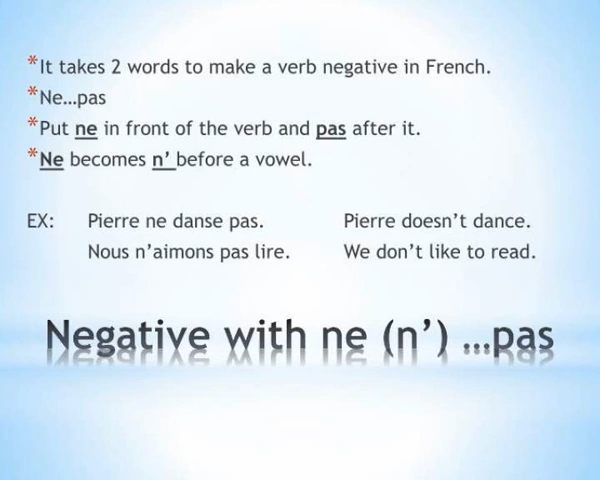 *It takes 2 words to make a verb negative in French.
*Ne…pas
*Put ne in front of the verb and pas after it.
*Ne becomes n’ before a vowel.
EX: Pierre ne danse pas. Pierre doesn’t dance.
Nous n’aimons pas lire. We don’t like to read.
Negative with ne (n’) …pas